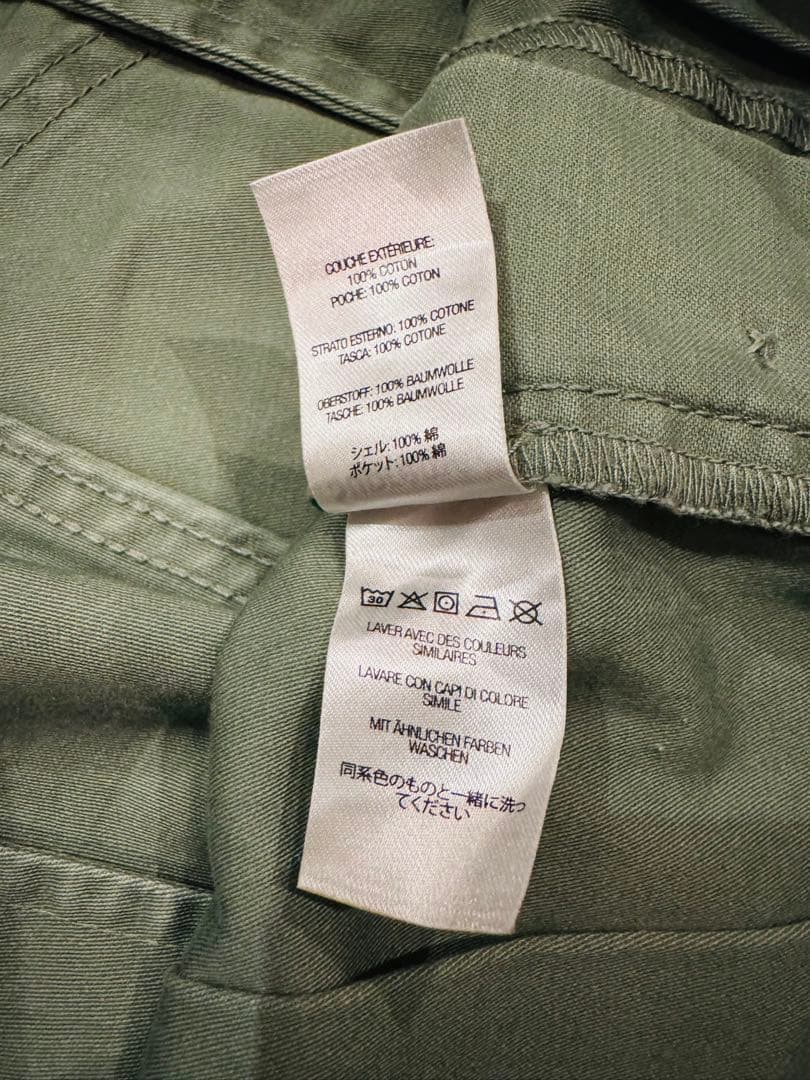 COUCHE EXTÉRIEURE:
100% COTON
POCHE: 100% COTON
STRATO ESTERNO: 100% COTONE
TASCA: 100% COTONE
OBERSTOFF: 100% BAUMWOLLE
TASCHE: 100% BAUMWOLLE
シェル: 100% 綿
ポケット: 100% 綿
30
LAVER AVEC DES COULEURS
SIMILAIRES
LAVARE CON CAPI DI COLORE
SIMILE
MIT ÄHNLICHEN FARBEN
WASCHEN
同系色のものと一緒に洗っ
てください